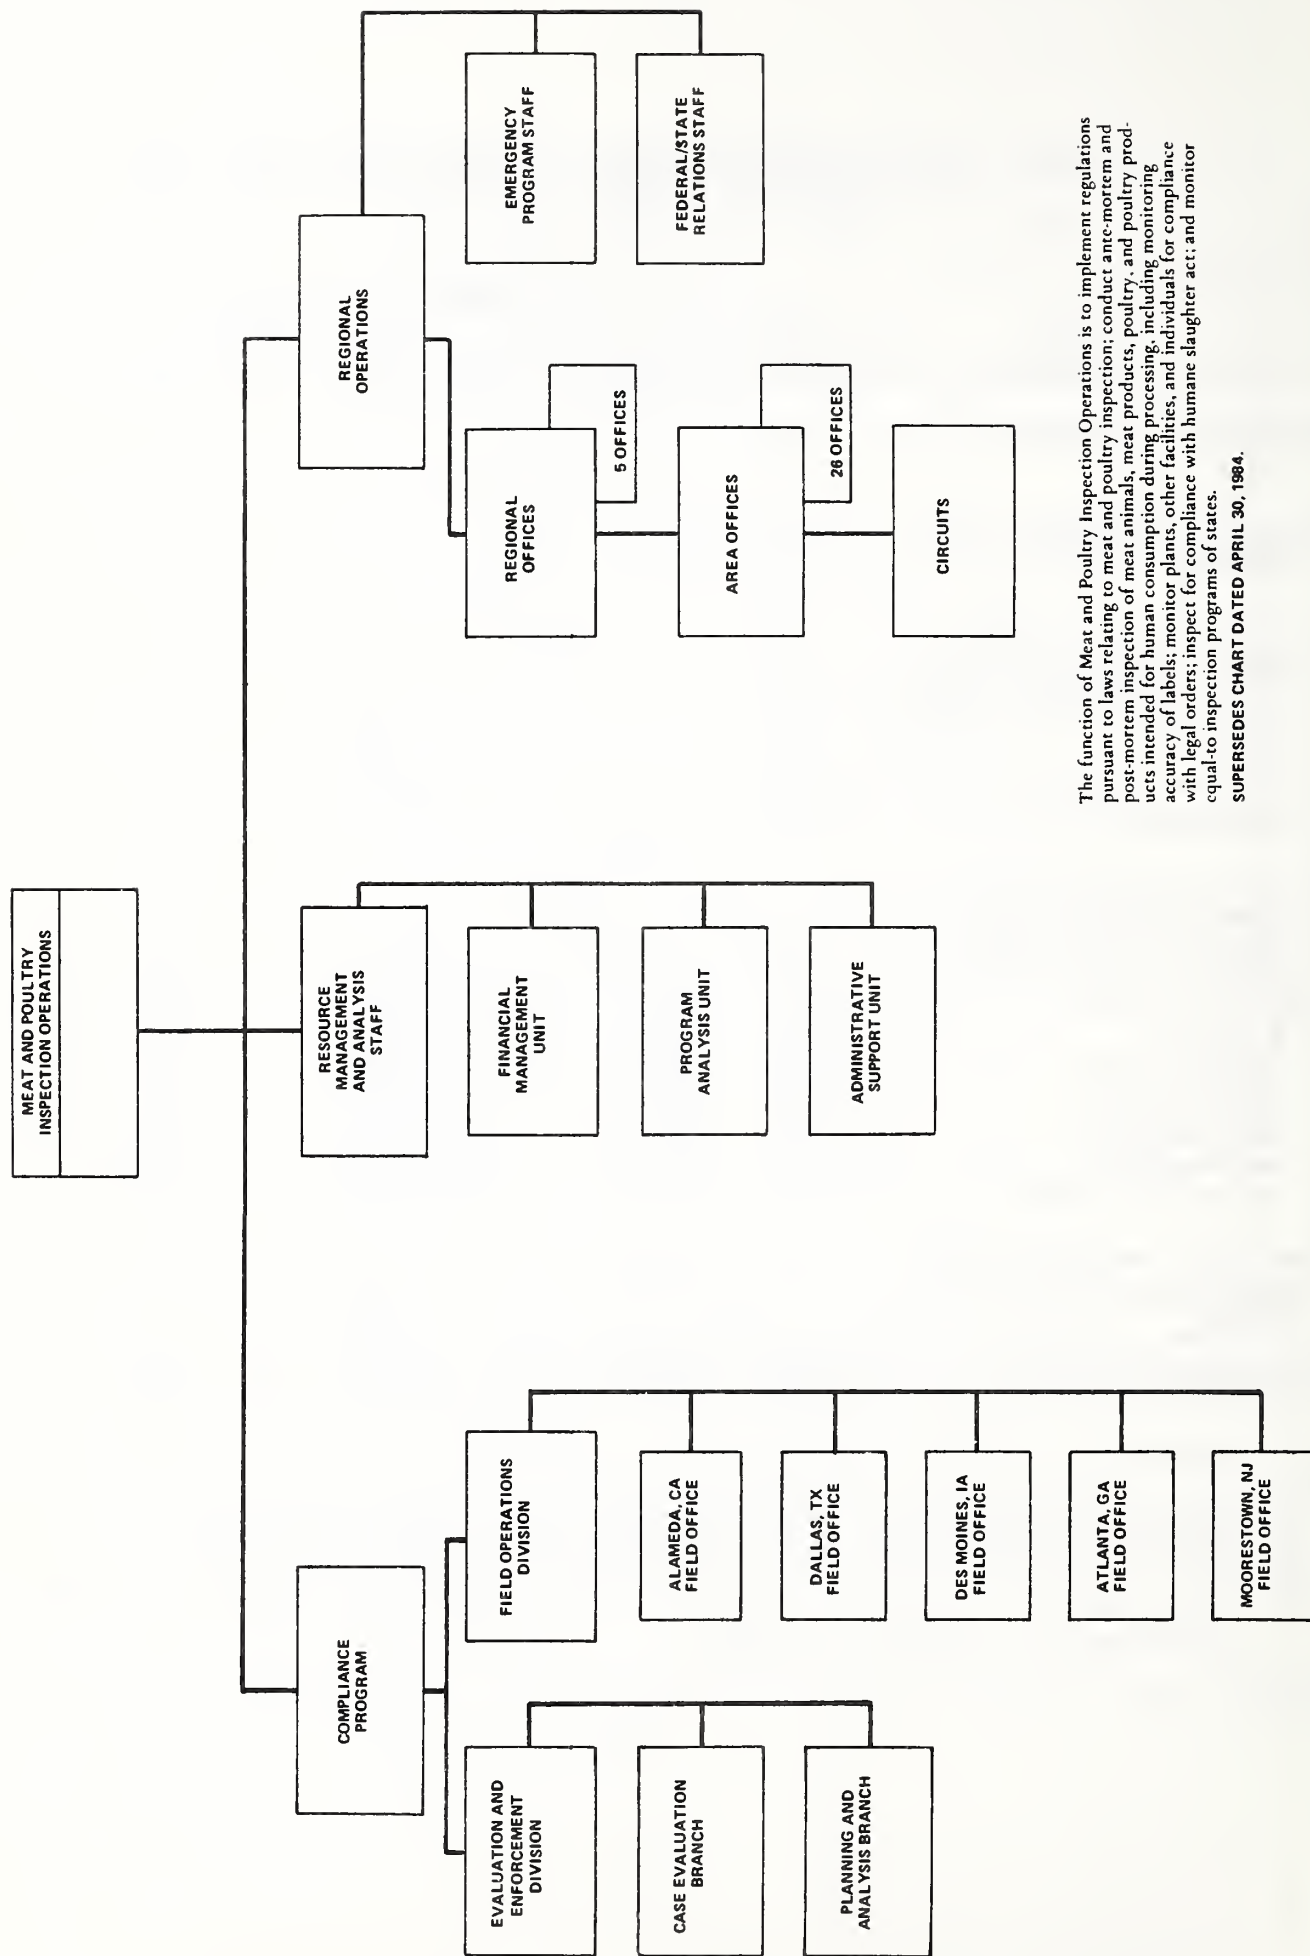 MEAT AND POULTRY
INSPECTION OPERATIONS
COMPLIANCE
PROGRAM
EVALUATION AND
ENFORCEMENT
DIVISION
CASE EVALUATION
BRANCH
PLANNING AND
ANALYSIS BRANCH
FIELD OPERATIONS
DIVISION
ALAMEDA, CA
FIELD OFFICE
DALLAS, TX
FIELD OFFICE
DES MOINES, IA
FIELD OFFICE
ATLANTA, GA
FIELD OFFICE
MOORESTOWN, NJ
FIELD OFFICE
RESOURCE
MANAGEMENT
AND ANALYSIS
STAFF
FINANCIAL
MANAGEMENT
UNIT
PROGRAM
ANALYSIS UNIT
ADMINISTRATIVE
SUPPORT UNIT
REGIONAL
OPERATIONS
REGIONAL
OFFICES
5 OFFICES
AREA OFFICES
26 OFFICES
CIRCUITS
EMERGENCY
PROGRAM STAFF
FEDERAL/STATE
RELATIONS STAFF
The function of Meat and Poultry Inspection Operations is to implement regulations
pursuant to laws relating to meat and poultry inspection; conduct ante-mortem and
post-mortem inspection of meat animals, meat products, poultry, and poultry prod-
ucts intended for human consumption during processing, including monitoring
accuracy of labels; monitor plants, other facilities, and individuals for compliance
with legal orders; inspect for compliance with humane slaughter act; and monitor
equal-to inspection programs of states.
SUPERSEDES CHART DATED APRIL 30, 1984.